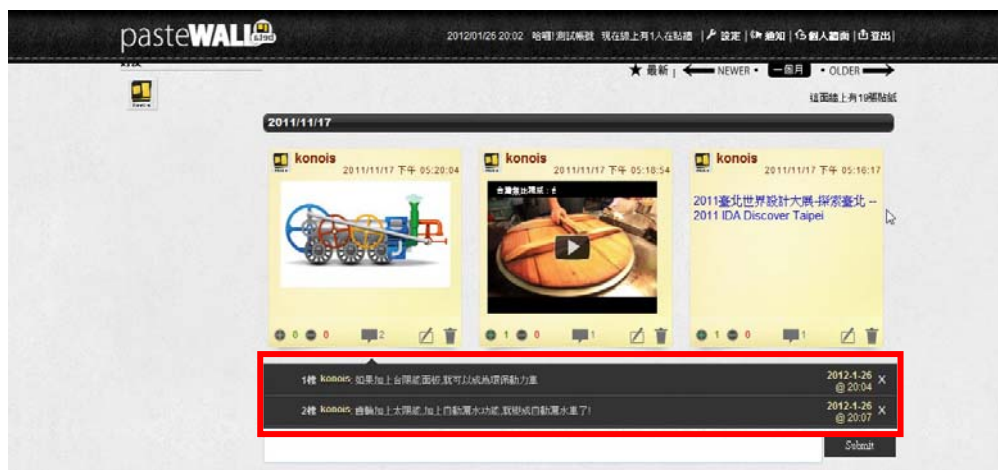 pasteWALL beta
2012/01/26 20:02 哈囉!測試帳號 現在線上有1人在貼牆 | 設定 | 通知 | 個人牆面 | 登出 |
★ 最新 | NEWER • 一個月 • OLDER
這面牆上有19張貼紙
2011/11/17
konois
2011/11/17 下午 05:20:04
konois
2011/11/17 下午 05:18:54
konois
2011/11/17 下午 05:16:17
2011臺北世界設計大展-探索臺北 --
2011 IDA Discover Taipei
0 0 2
1 0 1
1 0 1
1樓 konois: 如果加上台陽能面板,就可以成為環保動力車
2012-1-26 X
@ 20:04
2樓 konois: 齒輪加上太陽能,加上自動灑水功能,就變成自動灑水車了!
2012-1-26 X
@ 20:07
Submit